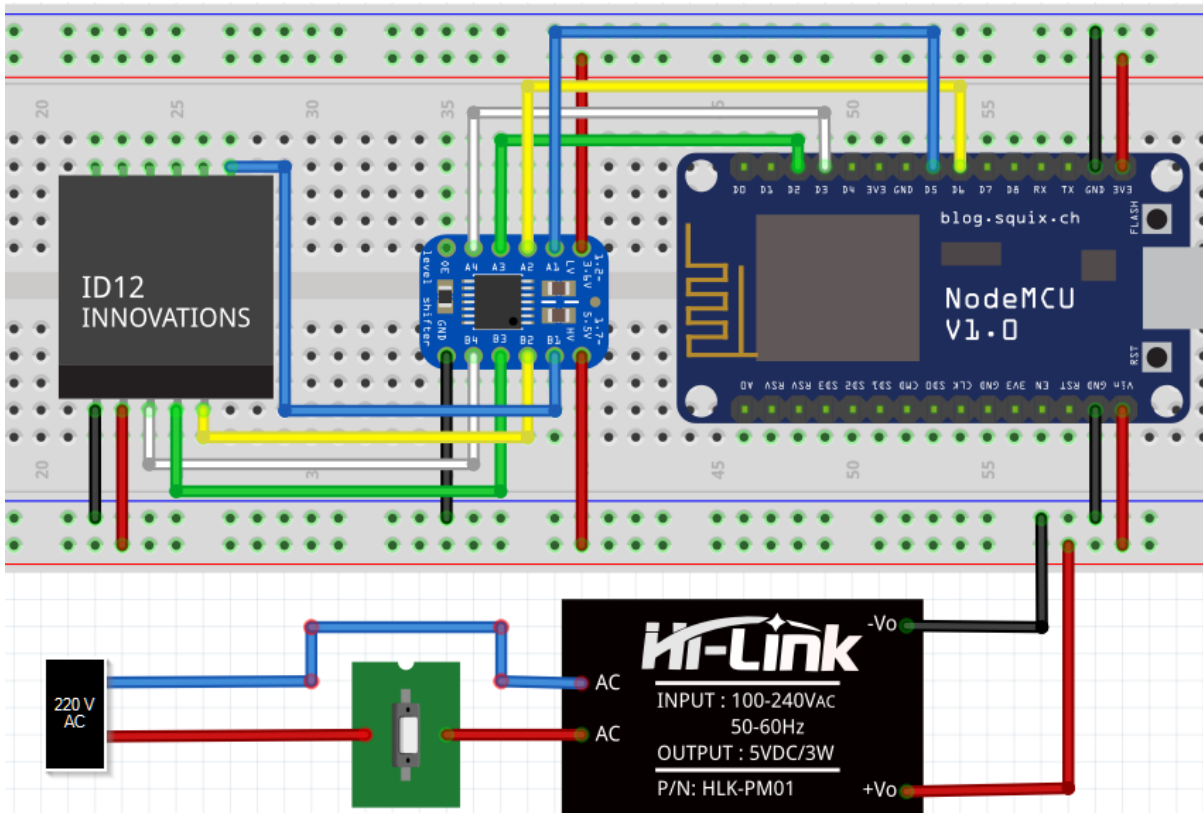 20
25
30
35
5
50
55
D0 D1 D2 D3 D4 3V3 GND D5 D6 D7 D8 RX TX GND 3V3
blog.squix.ch
FLASH
NodeMCU
V1.0
RST
A0 RSV RSV SD3 SD2 SD1 CMD SD0 CLK GND 3V3 EN RST GND Vin
ID12
INNOVATIONS
level shifter
OE A4 A3 A2 A1 LV
1.2-
3.6V
GND B4 B3 B2 B1 HV
1.7-
5.5V
20
3
45
50
55
220 V
AC
Hi-Link
-Vo
AC
INPUT : 100-240VAC
50-60Hz
AC
OUTPUT : 5VDC/3W
P/N: HLK-PM01
+Vo